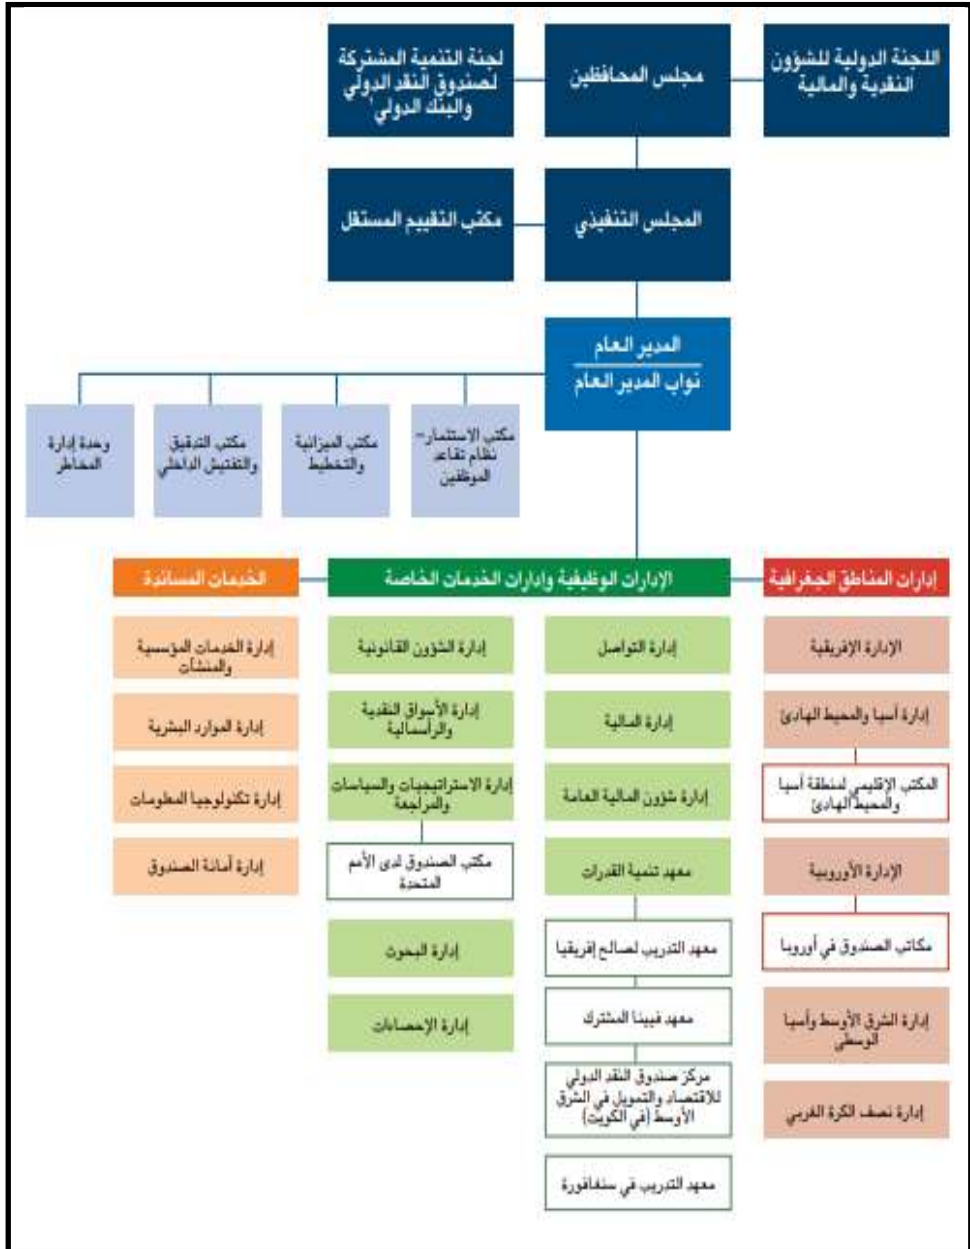 اللجنة الدولية للشؤون
النقدية والمالية
مجلس المحافظين
لجنة التنمية المشتركة
لصندوق النقد الدولي
والبنك الدولي¹
المجلس التنفيذي
مكتب التقييم المستقل
المدير العام
نواب المدير العام
مكتب الاستثمار–
نظام تقاعد
الموظفين
مكتب الميزانية
والتخطيط
مكتب التدقيق
والتفتيش الداخلي
وحدة إدارة
المخاطر
إدارات المناطق الجغرافية
الإدارة الإفريقية
إدارة آسيا والمحيط الهادئ
المكتب الإقليمي لمنطقة آسيا
والمحيط الهادئ
الإدارة الأوروبية
مكاتب الصندوق في أوروبا
إدارة الشرق الأوسط وآسيا
الوسطى
إدارة نصف الكرة الغربي
الإدارات الوظيفية وإدارات الخدمات الخاصة
إدارة التواصل
إدارة المالية
إدارة شؤون المالية العامة
معهد تنمية القدرات
معهد التدريب لصالح إفريقيا
معهد فيينا المشترك
مركز صندوق النقد الدولي
للاقتصاد والتمويل في الشرق
الأوسط (في الكويت)
معهد التدريب في سنغافورة
إدارة الشؤون القانونية
إدارة الأسواق النقدية
والرأسمالية
إدارة الاستراتيجيات والسياسات
والمراجعة
مكتب الصندوق لدى الأمم
المتحدة
إدارة البحوث
إدارة الإحصاءات
الخدمات المساندة
إدارة الخدمات المؤسسية
والمنشآت
إدارة الموارد البشرية
إدارة تكنولوجيا المعلومات
إدارة أمانة الصندوق